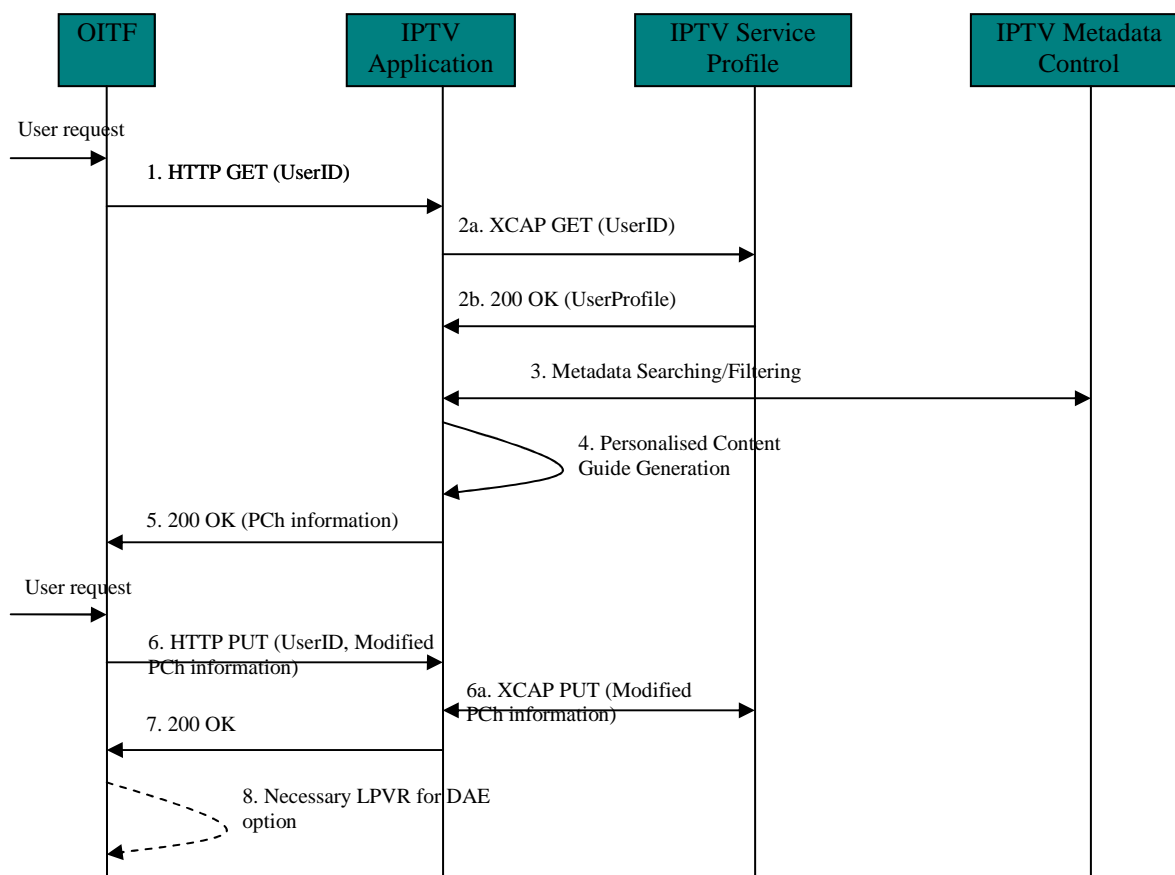 OITF
IPTV
Application
IPTV Service
Profile
IPTV Metadata
Control
User request
1. HTTP GET (UserID)
2a. XCAP GET (UserID)
2b. 200 OK (UserProfile)
3. Metadata Searching/Filtering
4. Personalised Content
Guide Generation
5. 200 OK (PCh information)
User request
6. HTTP PUT (UserID, Modified
PCh information)
6a. XCAP PUT (Modified
PCh information)
7. 200 OK
8. Necessary LPVR for DAE
option